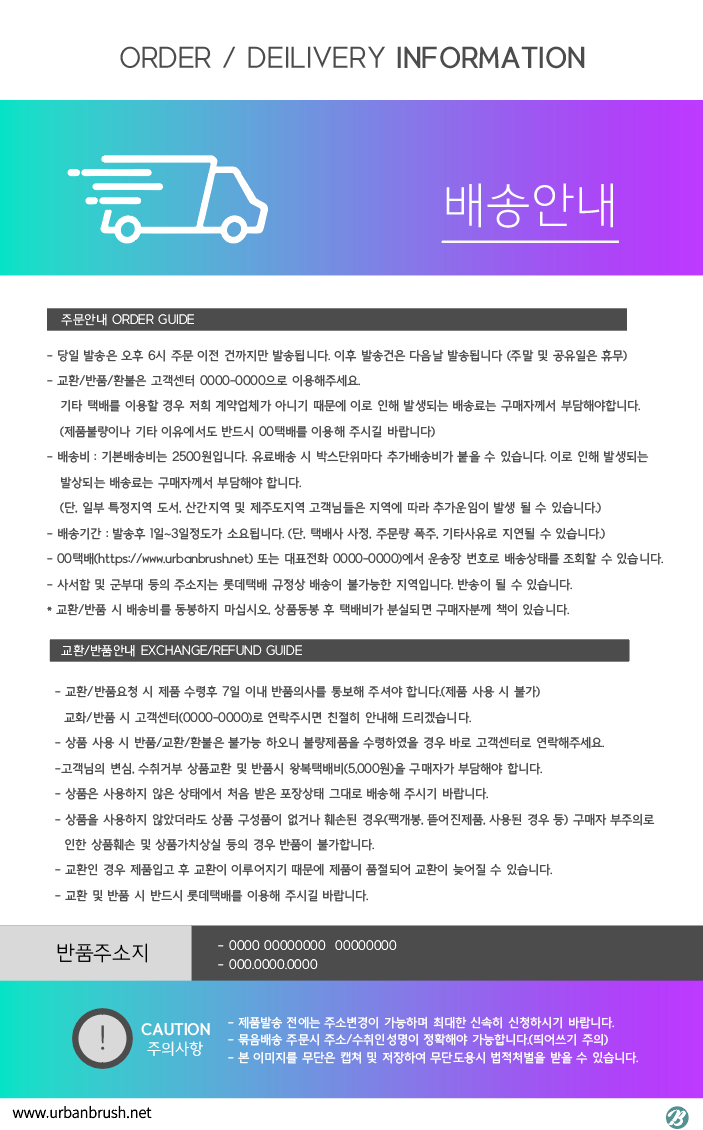 ORDER / DEILIVERY INFORMATION
배송안내
주문안내 ORDER GUIDE
- 당일 발송은 오후 6시 주문 이전 건까지만 발송됩니다. 이후 발송건은 다음날 발송됩니다 (주말 및 공유일은 휴무)
- 교환/반품/환불은 고객센터 0000-0000으로 이용해주세요.
기타 택배를 이용할 경우 저희 계약업체가 아니기 때문에 이로 인해 발생되는 배송료는 구매자께서 부담해야합니다.
(제품불량이나 기타 이유에서도 반드시 00택배를 이용해 주시길 바랍니다)
- 배송비 : 기본배송비는 2500원입니다. 유료배송 시 박스단위마다 추가배송비가 붙을 수 있습니다. 이로 인해 발생되는
발상되는 배송료는 구매자께서 부담해야 합니다.
(단, 일부 특정지역 도서, 산간지역 및 제주도지역 고객님들은 지역에 따라 추가운임이 발생 될 수 있습니다.)
- 배송기간 : 발송후 1일~3일정도가 소요됩니다. (단, 택배사 사정, 주문량 폭주, 기타사유로 지연될 수 있습니다.)
- 00택배(https://www.urbanbrush.net) 또는 대표전화 0000-0000)에서 운송장 번호로 배송상태를 조회할 수 있습니다.
- 사서함 및 군부대 등의 주소지는 롯데택배 규정상 배송이 불가능한 지역입니다. 반송이 될 수 있습니다.
* 교환/반품 시 배송비를 동봉하지 마십시오, 상품동봉 후 택배비가 분실되면 구매자분께 책이 있습니다.
교환/반품안내 EXCHANGE/REFUND GUIDE
- 교환/반품요청 시 제품 수령후 7일 이내 반품의사를 통보해 주셔야 합니다.(제품 사용 시 불가)
교화/반품 시 고객센터(0000-0000)로 연락주시면 친절히 안내해 드리겠습니다.
- 상품 사용 시 반품/교환/환불은 불가능 하오니 불량제품을 수령하였을 경우 바로 고객센터로 연락해주세요.
-고객님의 변심, 수취거부 상품교환 및 반품시 왕복택배비(5,000원)을 구매자가 부담해야 합니다.
- 상품은 사용하지 않은 상태에서 처음 받은 포장상태 그대로 배송해 주시기 바랍니다.
- 상품을 사용하지 않았더라도 상품 구성품이 없거나 훼손된 경우(팩개봉, 뜯어진제품, 사용된 경우 등) 구매자 부주의로
인한 상품훼손 및 상품가치상실 등의 경우 반품이 불가합니다.
- 교환인 경우 제품입고 후 교환이 이루어지기 때문에 제품이 품절되어 교환이 늦어질 수 있습니다.
- 교환 및 반품 시 반드시 롯데택배를 이용해 주시길 바랍니다.
반품주소지
- 0000 00000000 00000000
- 000.0000.0000
!
CAUTION
주의사항
- 제품발송 전에는 주소변경이 가능하며 최대한 신속히 신청하시기 바랍니다.
- 묶음배송 주문시 주소/수취인성명이 정확해야 가능합니다.(띄어쓰기 주의)
- 본 이미지를 무단은 캡쳐 및 저장하여 무단도용시 법적처벌을 받을 수 있습니다.
www.urbanbrush.net
B